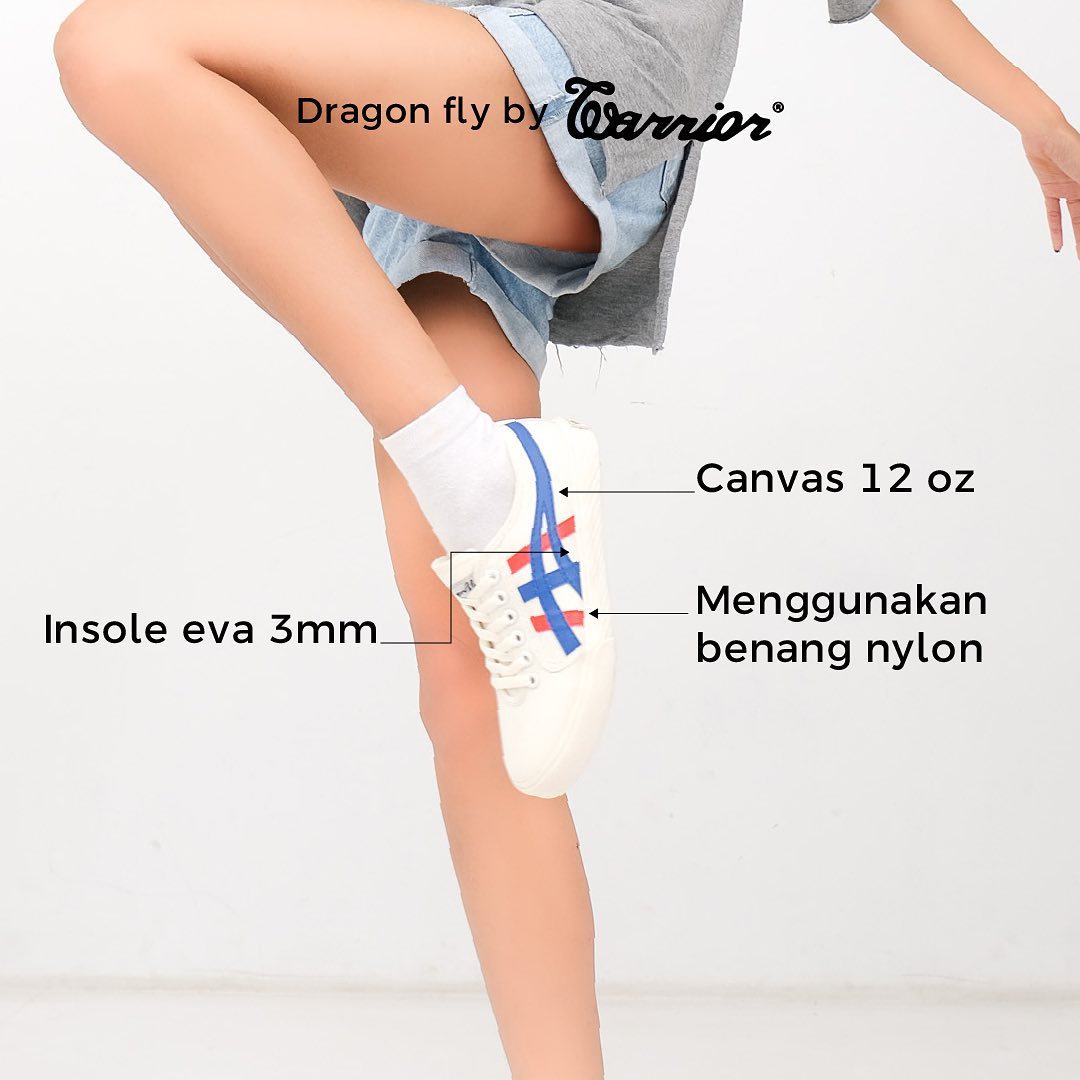 Dragon fly by Warrior®
Canvas 12 oz
Insole eva 3mm
Menggunakan
benang nylon